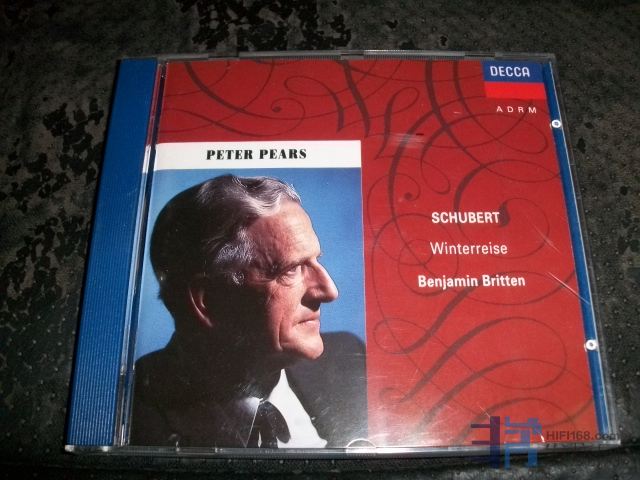 DECCA
ADRM
PETER PEARS
SCHUBERT
Winterreise
Benjamin Britten
HIFI168.com